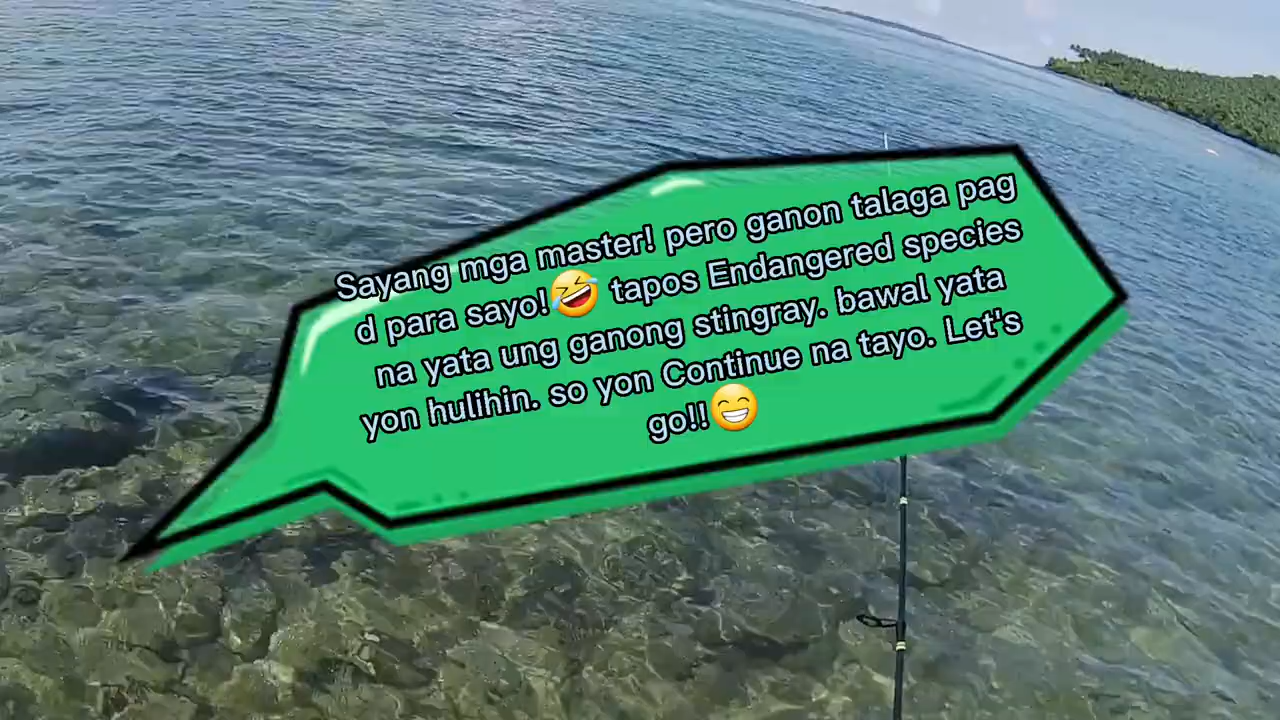 Sayang mga master! pero ganon talaga pag
d para sayo!🤣 tapos Endangered species
na yata ung ganong stingray. bawal yata
yon hulihin. so yon Continue na tayo. Let's
go!!😁